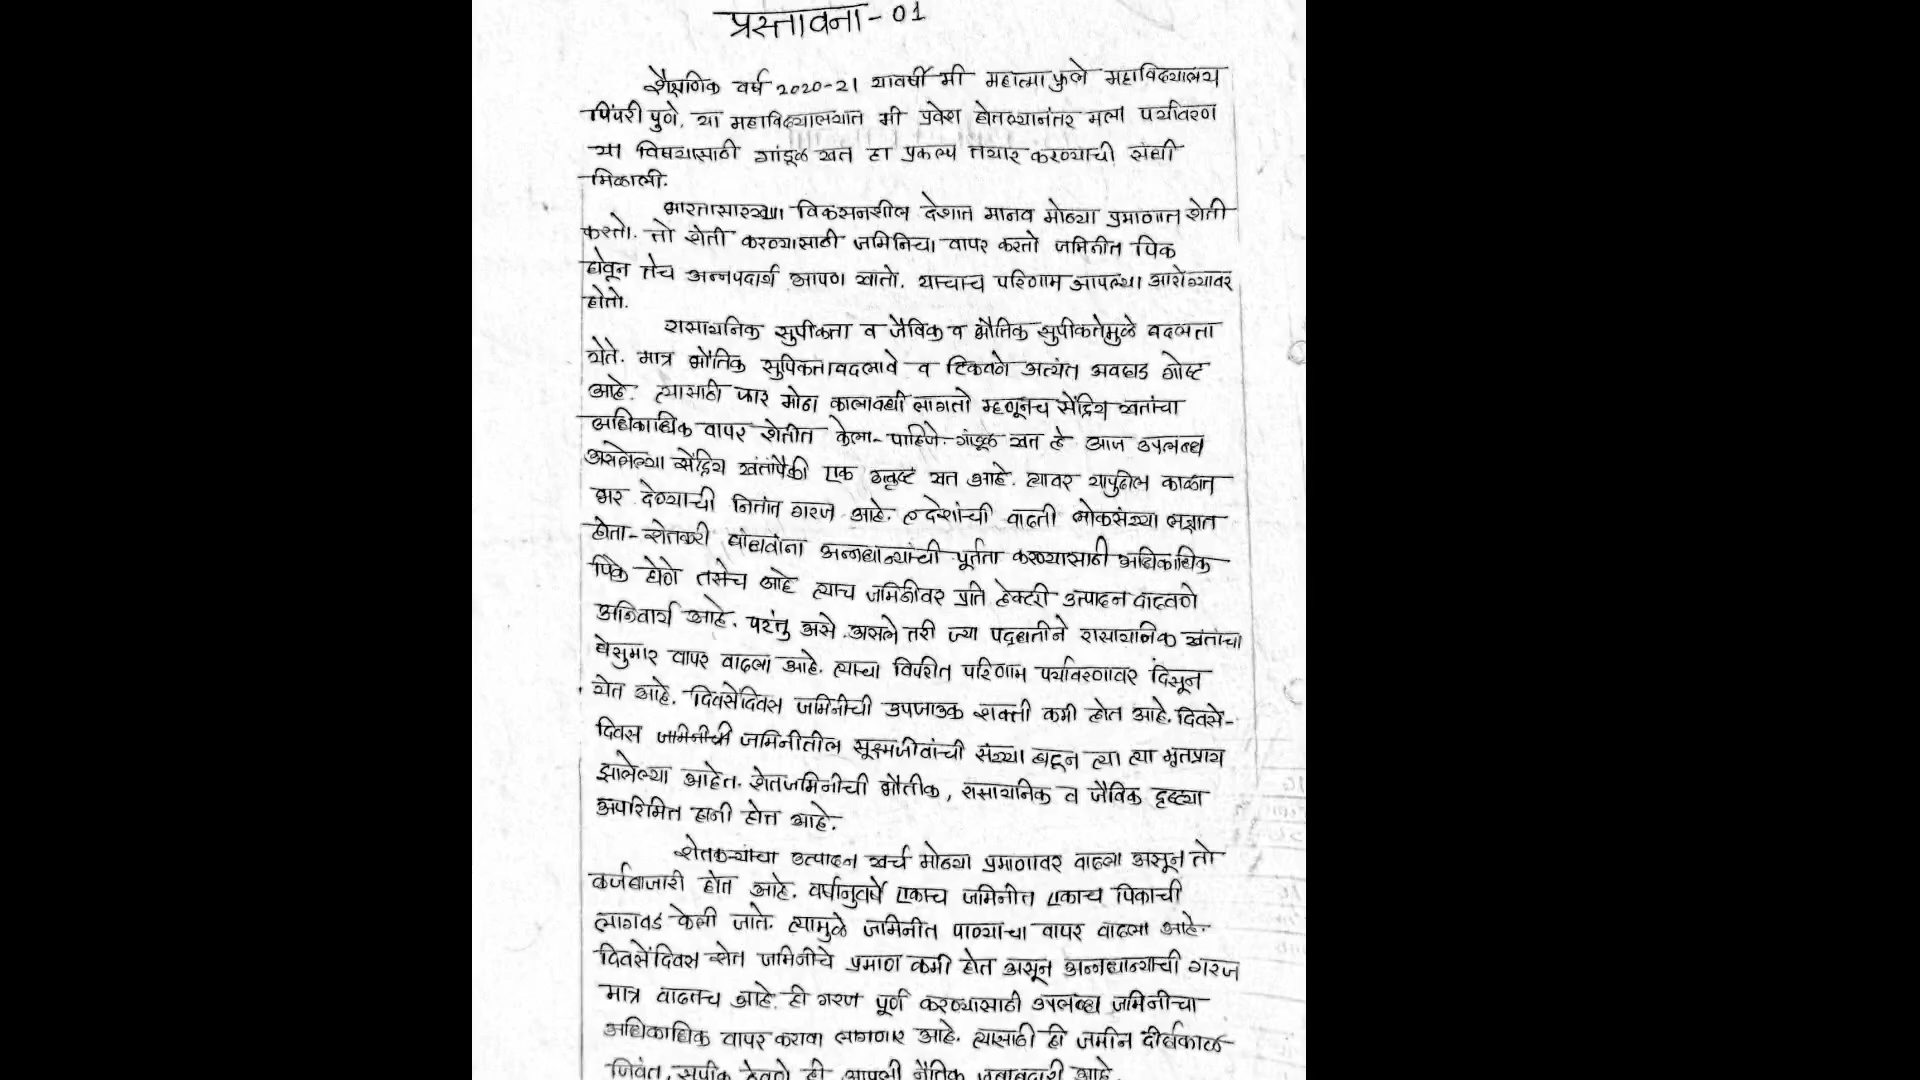 प्रस्तावना - 01
शैक्षणिक वर्ष 2020-21 यावर्षी मी महात्मा फुले महाविद्यालय
पिंपरी पुणे, या महाविद्यालयात मी प्रवेश घेतल्यानंतर मला पर्यावरण
या विषयासाठी गांडूळ खत हा प्रकल्प तयार करण्याची संधी
मिळाली.
भारतासारख्या विकसनशील देशात मानव मोठ्या प्रमाणात शेती
करतो. तो शेती करण्यासाठी जमिनिचा वापर करतो जमिनीत पिक
घेवून तेच अन्नपदार्थ आपण खातो. याचाच परिणाम आपल्या आरोग्यावर
होतो.
रासायनिक सुपीकता व जैविक व भौतिक सुपीकतेमुळे बदलता
येते. मात्र भौतिक सुपिकता बदलावे व टिकवणे अत्यंत अवघड गोष्ट
आहे. त्यासाठी फार मोठा कालावधी लागतो म्हणूनच सेंद्रिय खतांचा
अधिकाधिक वापर शेतीत केला-पाहिजे. गांडूळ खत हे आज उपलब्ध
असलेल्या सेंद्रिय खतांपैकी एक खत आहे. त्यावर यापुढील काळात
भर देण्याची नितांत गरज आहे. देशांची वाढती लोकसंख्या लक्षात
घेता- शेतकरी बांधवांना अन्नधान्यांची पूर्तता करण्यासाठी अधिकाधिक
पिके घेणे तसेच आहे त्याच जमिनीवर प्रति हेक्टरी उत्पादन वाढवणे
अनिवार्य आहे. परंतु असे असले तरी ज्या पद्धतीने रासायनिक खतांचा
बेसुमार वापर वाढला आहे. त्याचा विपरीत परिणाम पर्यावरणावर दिसून
येत आहे. दिवसेंदिवस जमिनीची उपजाऊक शक्ती कमी होत आहे. दिवसें-
दिवस जमिनीतील सूक्ष्मजीवांची संख्या घटून त्या त्या मृतप्राय
झालेल्या आहेत. शेतजमिनीची भौतीक, रासायनिक व जैविक दृष्ट्या
अपरिमित हानी होत आहे.
शेतकऱ्यांचा उत्पादन खर्च मोठ्या प्रमाणावर वाढला असून तो
कर्जबाजारी होत आहे. वर्षानुवर्षे एकाच जमिनीत एकाच पिकाची
लागवड केली जाते. त्यामुळे जमिनीत पाण्याचा वापर वाढला आहे.
दिवसेंदिवस शेत जमिनीचे प्रमाण कमी होत असून अन्नधान्याची गरज
मात्र वाढतच आहे. ही गरज पूर्ण करण्यासाठी उपलब्ध जमिनीचा
अधिकाधिक वापर करावा लागणार आहे. त्यासाठी ही जमीन दीर्घकाळ
जिवंत, सुपीक ठेवणे ही आपली नैतिक जबाबदारी आहे.